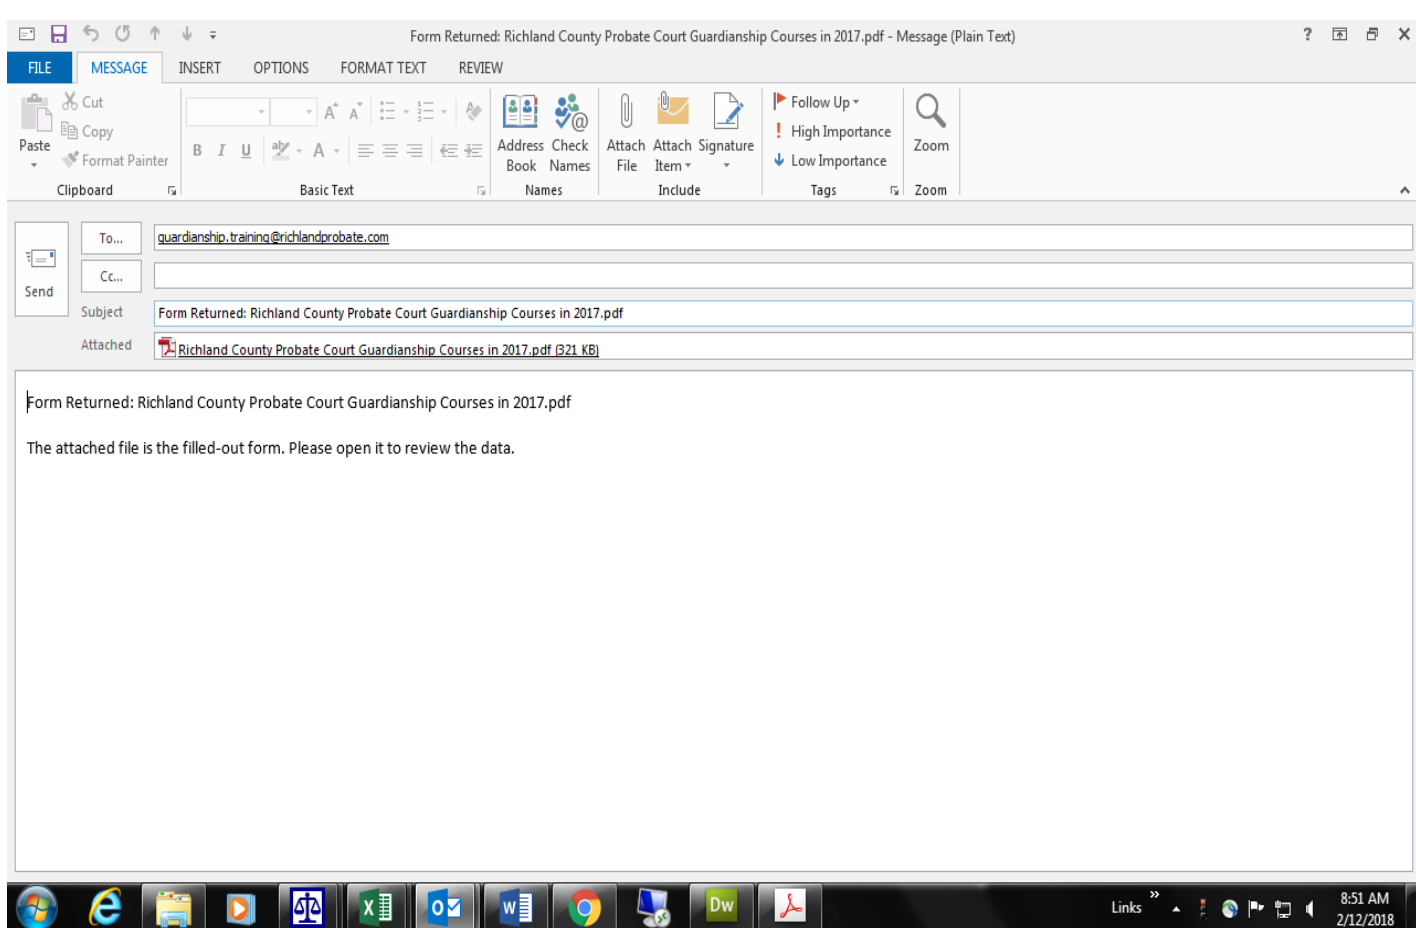 Form Returned: Richland County Probate Court Guardianship Courses in 2017.pdf - Message (Plain Text)
FILE MESSAGE INSERT OPTIONS FORMAT TEXT REVIEW
Paste
Cut
Copy
Format Painter
Clipboard
B I U
Basic Text
Address Book
Check Names
Names
Attach File
Attach Item
Signature
Include
Follow Up
High Importance
Low Importance
Tags
Zoom
Zoom
Send
To... guardianship.training@richlandprobate.com
Cc...
Subject Form Returned: Richland County Probate Court Guardianship Courses in 2017.pdf
Attached Richland County Probate Court Guardianship Courses in 2017.pdf (321 KB)
Form Returned: Richland County Probate Court Guardianship Courses in 2017.pdf
The attached file is the filled-out form. Please open it to review the data.
Dw
Links
8:51 AM
2/12/2018